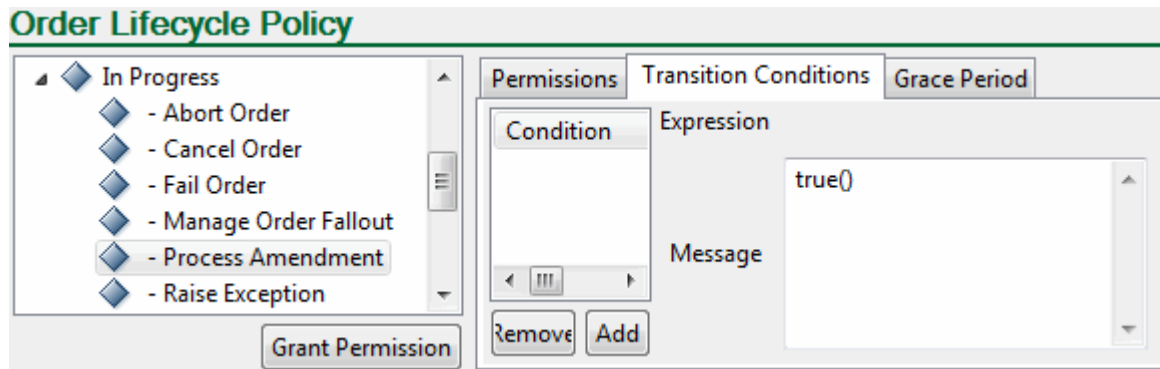 Order Lifecycle Policy
In Progress
- Abort Order
- Cancel Order
- Fail Order
- Manage Order Fallout
- Process Amendment
- Raise Exception
Grant Permission
Permissions
Transition Conditions
Grace Period
Condition
Expression
true()
Message
Remove
Add